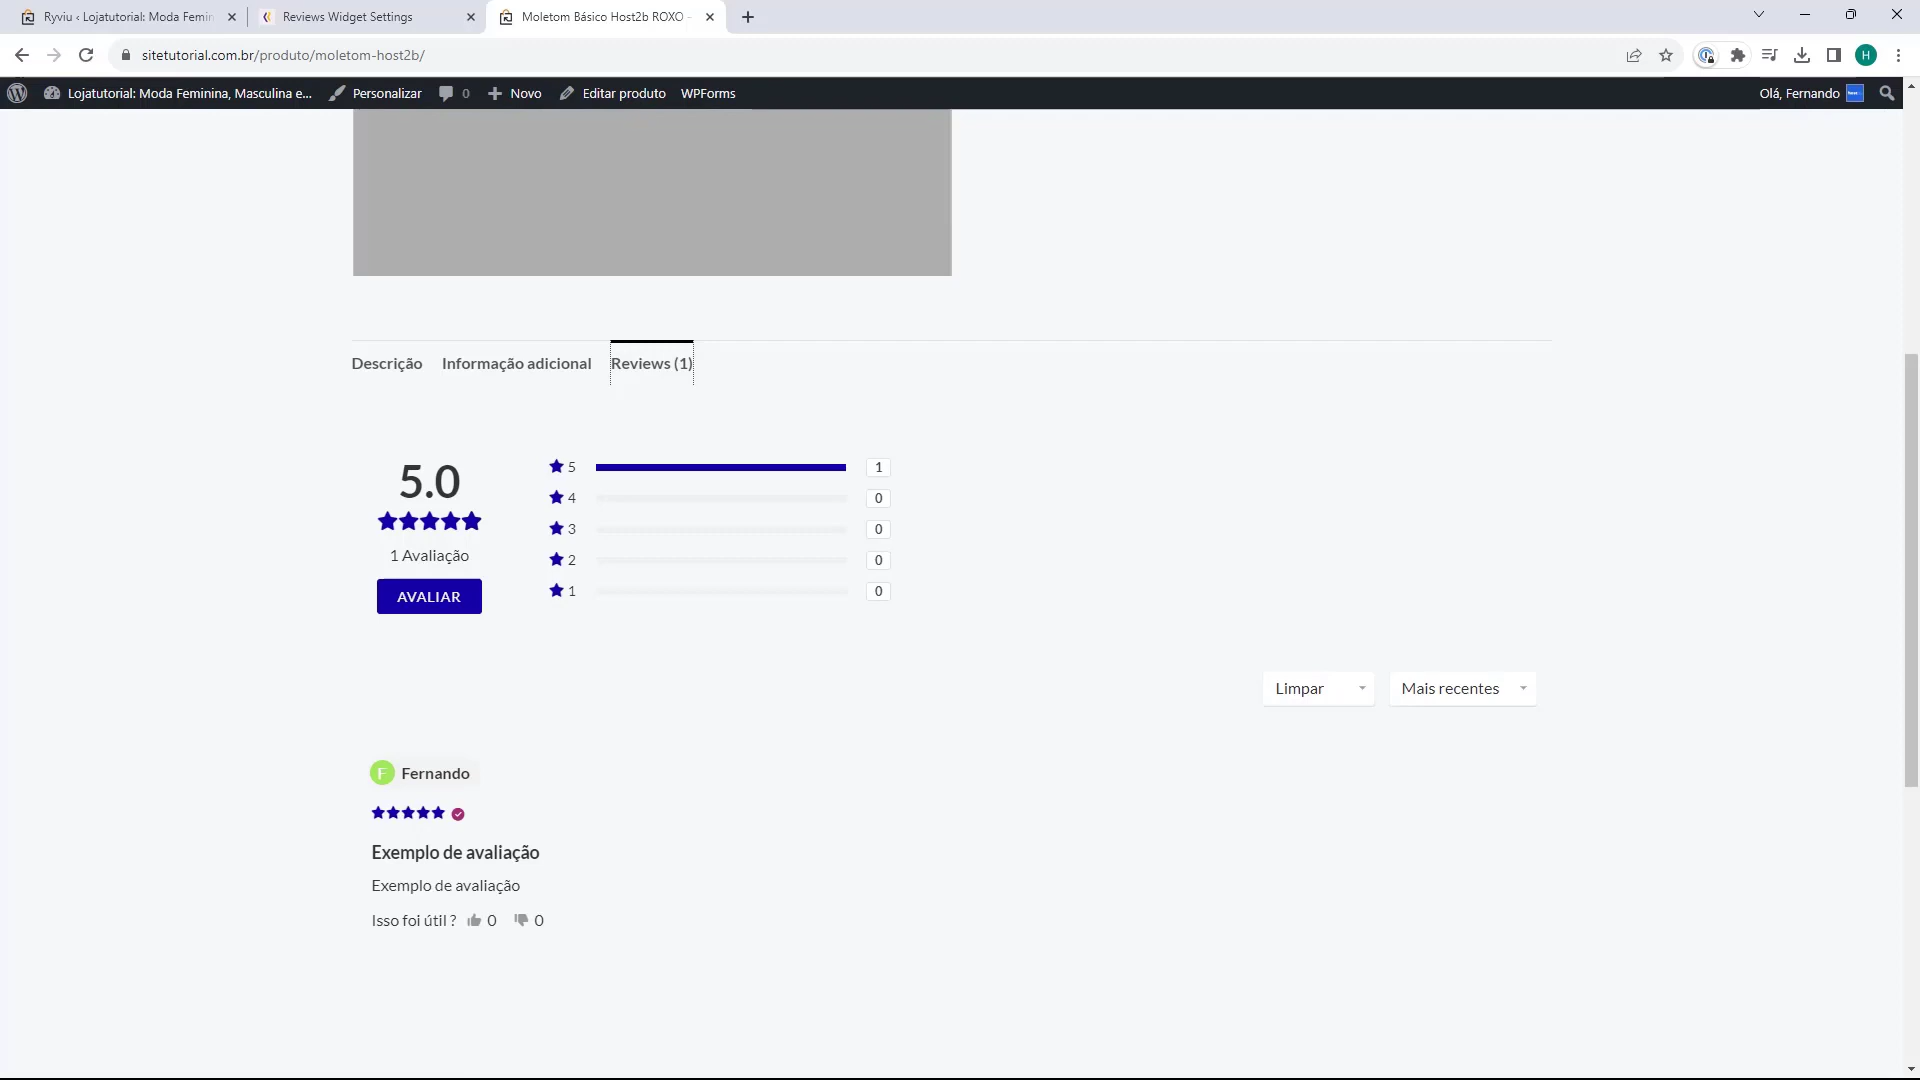 Ryviu ‹ Lojatutorial: Moda Femin
Reviews Widget Settings
Moletom Básico Host2b ROXO -
sitetutorial.com.br/produto/moletom-host2b/
H
Lojatutorial: Moda Feminina, Masculina e...
Personalizar
0
Novo
Editar produto
WPForms
Olá, Fernando
Descrição
Informação adicional
Reviews (1)
5.0
1 Avaliação
AVALIAR
5 1
4 0
3 0
2 0
1 0
Limpar
Mais recentes
F Fernando
Exemplo de avaliação
Exemplo de avaliação
Isso foi útil ? 0 0